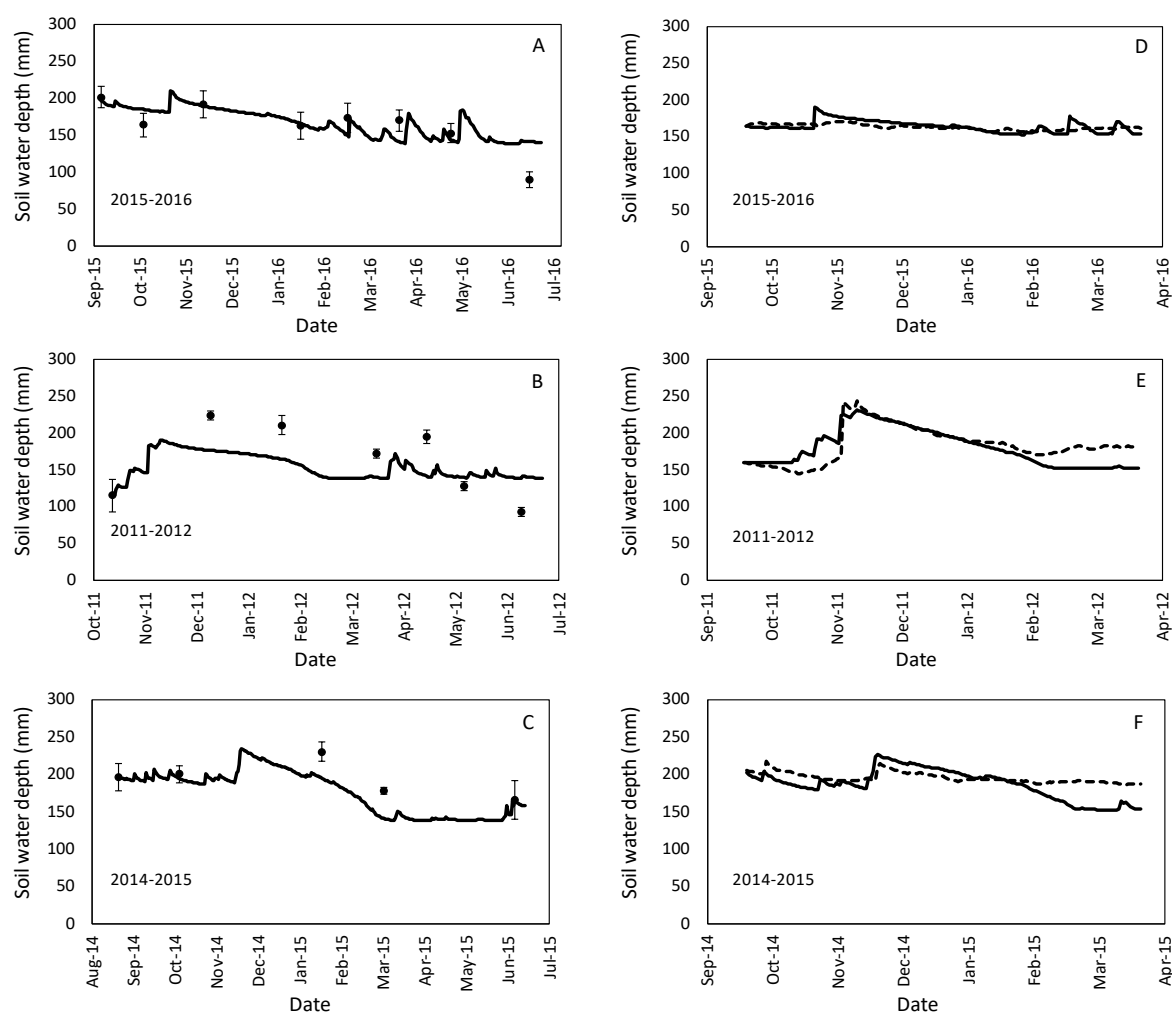 Soil water depth (mm)
300
250
200
150
100
50
0
A
2015-2016
Sep-15
Oct-15
Nov-15
Dec-15
Jan-16
Feb-16
Mar-16
Apr-16
May-16
Jun-16
Jul-16
Date
Soil water depth (mm)
300
250
200
150
100
50
0
D
2015-2016
Sep-15
Oct-15
Nov-15
Dec-15
Jan-16
Feb-16
Mar-16
Apr-16
Date
Soil water depth (mm)
300
250
200
150
100
50
0
B
2011-2012
Oct-11
Nov-11
Dec-11
Jan-12
Feb-12
Mar-12
Apr-12
May-12
Jun-12
Jul-12
Date
Soil water depth (mm)
300
250
200
150
100
50
0
E
2011-2012
Sep-11
Oct-11
Nov-11
Dec-11
Jan-12
Feb-12
Mar-12
Apr-12
Date
Soil water depth (mm)
300
250
200
150
100
50
0
C
2014-2015
Aug-14
Sep-14
Oct-14
Nov-14
Dec-14
Jan-15
Feb-15
Mar-15
Apr-15
May-15
Jun-15
Jul-15
Date
Soil water depth (mm)
300
250
200
150
100
50
0
F
2014-2015
Sep-14
Oct-14
Nov-14
Dec-14
Jan-15
Feb-15
Mar-15
Apr-15
Date